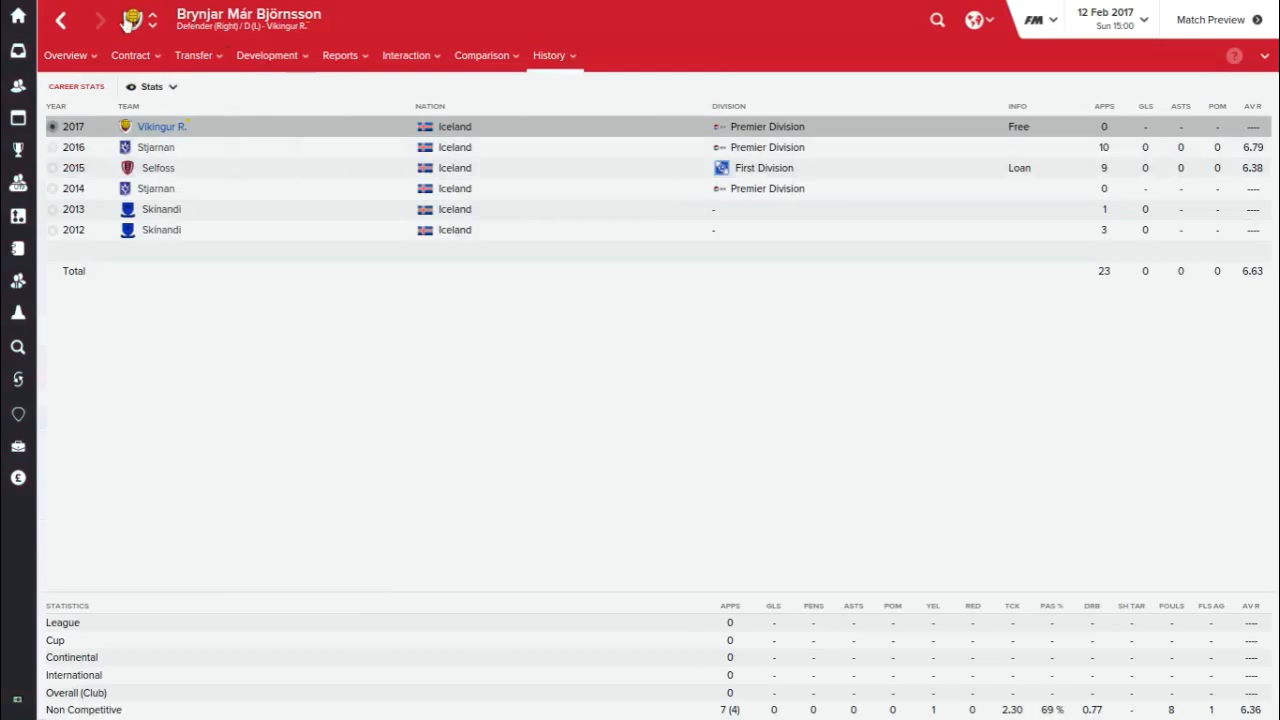 Brynjar Már Björnsson
Defender (Right) / D (L) - Víkingur R.
FM
12 Feb 2017
Sun 15:00
Match Preview
Overview Contract Transfer Development Reports Interaction Comparison History
CAREER STATS Stats
YEAR TEAM NATION DIVISION INFO APPS GLS ASTS POM AV R
2017 Víkingur R. Iceland Premier Division Free 0 - - - ----
2016 Stjarnan Iceland Premier Division 10 0 0 0 6.79
2015 Selfoss Iceland First Division Loan 9 0 0 0 6.38
2014 Stjarnan Iceland Premier Division 0 - - - ----
2013 Skínandi Iceland - 1 0 - - ----
2012 Skínandi Iceland - 3 0 - - ----
Total 23 0 0 0 6.63
STATISTICS APPS GLS PENS ASTS POM YEL RED TCK PAS % DRB SH TAR FOULS FLS AG AV R
League 0 - - - - - - - - - - - - ----
Cup 0 - - - - - - - - - - - - ----
Continental 0 - - - - - - - - - - - - ----
International 0 - - - - - - - - - - - - ----
Overall (Club) 0 - - - - - - - - - - - - ----
Non Competitive 7 (4) 0 0 0 0 1 0 2.30 69 % 0.77 - 8 1 6.36